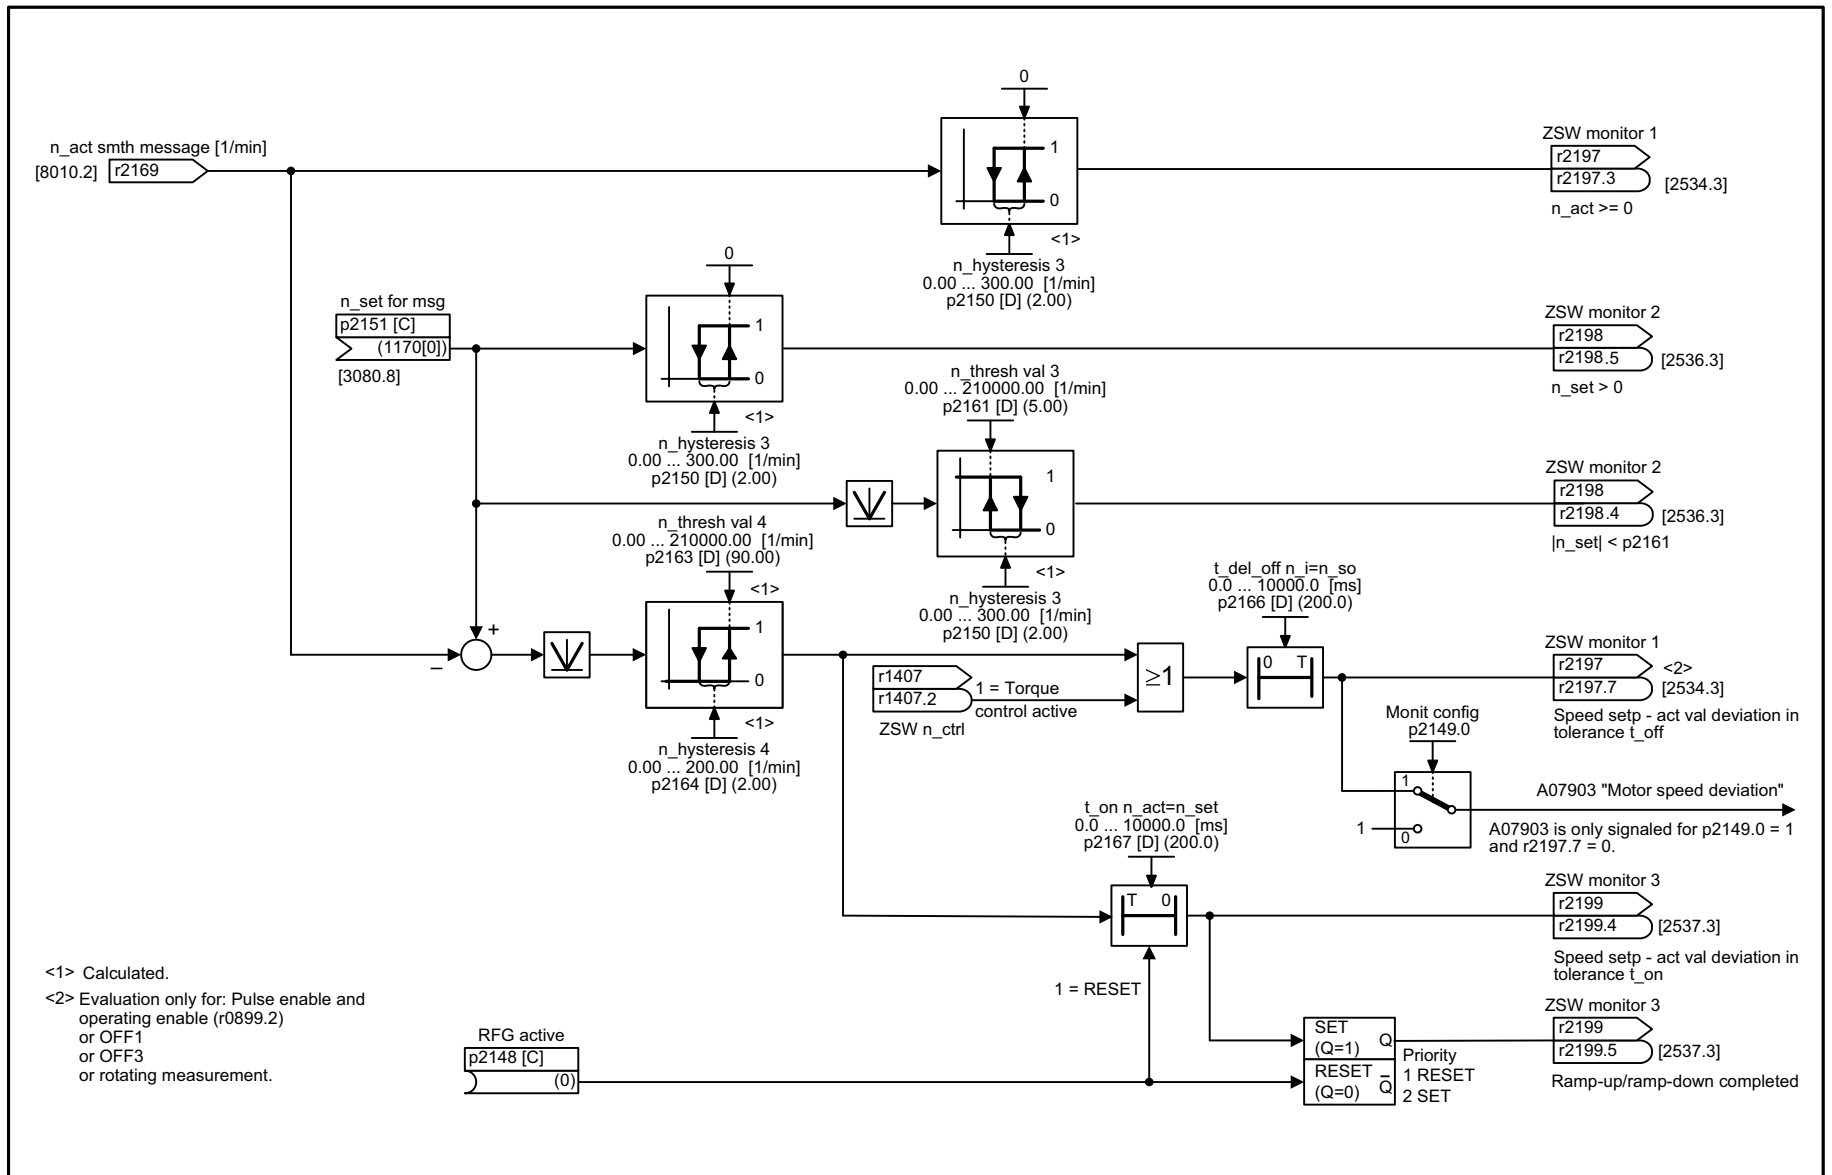 0
n_act smth message [1/min]
[8010.2] r2169
1
0
<1>
n_hysteresis 3
0.00 ... 300.00 [1/min]
p2150 [D] (2.00)
ZSW monitor 1
r2197
r2197.3 [2534.3]
n_act >= 0
0
n_set for msg
p2151 [C]
(1170[0])
[3080.8]
1
0
<1>
n_hysteresis 3
0.00 ... 300.00 [1/min]
p2150 [D] (2.00)
ZSW monitor 2
r2198
r2198.5 [2536.3]
n_set > 0
n_thresh val 3
0.00 ... 210000.00 [1/min]
p2161 [D] (5.00)
1
0
<1>
n_hysteresis 3
0.00 ... 300.00 [1/min]
p2150 [D] (2.00)
ZSW monitor 2
r2198
r2198.4 [2536.3]
|n_set| < p2161
n_thresh val 4
0.00 ... 210000.00 [1/min]
p2163 [D] (90.00)
<1>
+
–
1
0
<1>
n_hysteresis 4
0.00 ... 200.00 [1/min]
p2164 [D] (2.00)
r1407
r1407.2
1 = Torque
control active
ZSW n_ctrl
≥1
t_del_off n_i=n_so
0.0 ... 10000.0 [ms]
p2166 [D] (200.0)
0 T
ZSW monitor 1
r2197 <2>
r2197.7 [2534.3]
Speed setp - act val deviation in
tolerance t_off
Monit config
p2149.0
1
1
0
A07903 "Motor speed deviation"
A07903 is only signaled for p2149.0 = 1
and r2197.7 = 0.
t_on n_act=n_set
0.0 ... 10000.0 [ms]
p2167 [D] (200.0)
T 0
1 = RESET
ZSW monitor 3
r2199
r2199.4 [2537.3]
Speed setp - act val deviation in
tolerance t_on
<1> Calculated.
<2> Evaluation only for: Pulse enable and
operating enable (r0899.2)
or OFF1
or OFF3
or rotating measurement.
RFG active
p2148 [C]
(0)
SET
(Q=1) Q
RESET
(Q=0) Q̅
Priority
1 RESET
2 SET
ZSW monitor 3
r2199
r2199.5 [2537.3]
Ramp-up/ramp-down completed